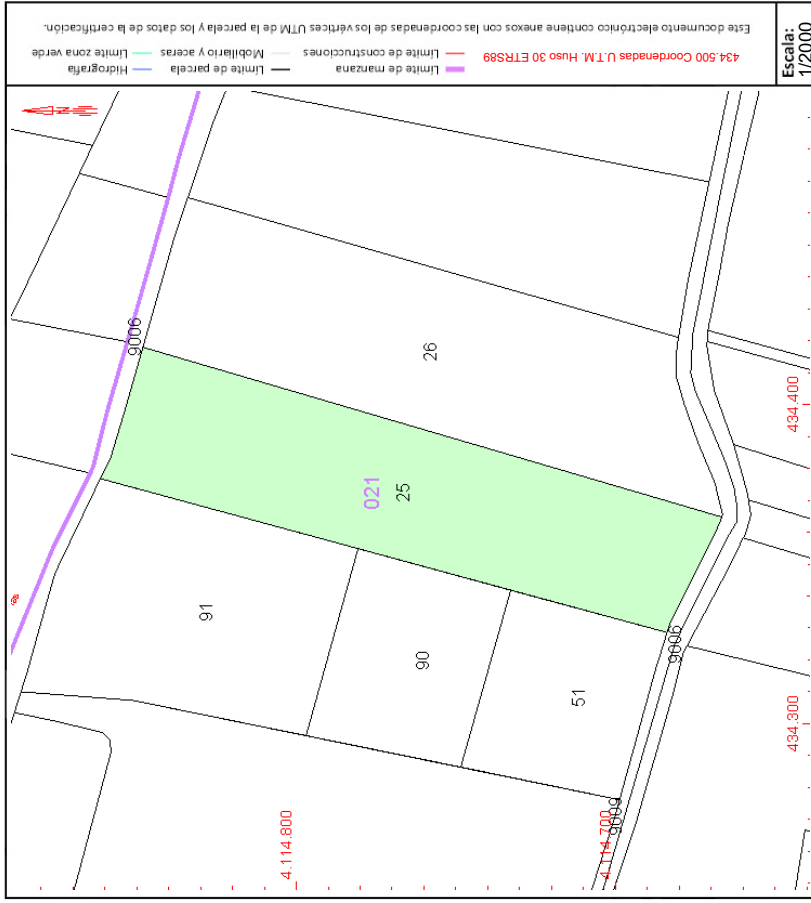 Este documento electrónico contiene anexos con las coordenadas de los vértices UTM de la parcela y los datos de la certificación.
434.500 Coordenadas U.T.M. Huso 30 ETRS89
Límite de manzana
Límite de construcciones
Límite de parcela
Mobiliario y aceras
Hidrografía
Límite zona verde
Escala:
1/2000
9006
26
021
25
91
90
51
9006
9009
434.400
434.300
4.114.800
4.114.700